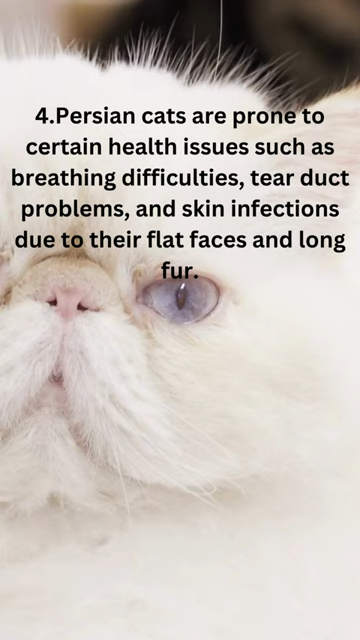 4.Persian cats are prone to
certain health issues such as
breathing difficulties, tear duct
problems, and skin infections
due to their flat faces and long
fur.